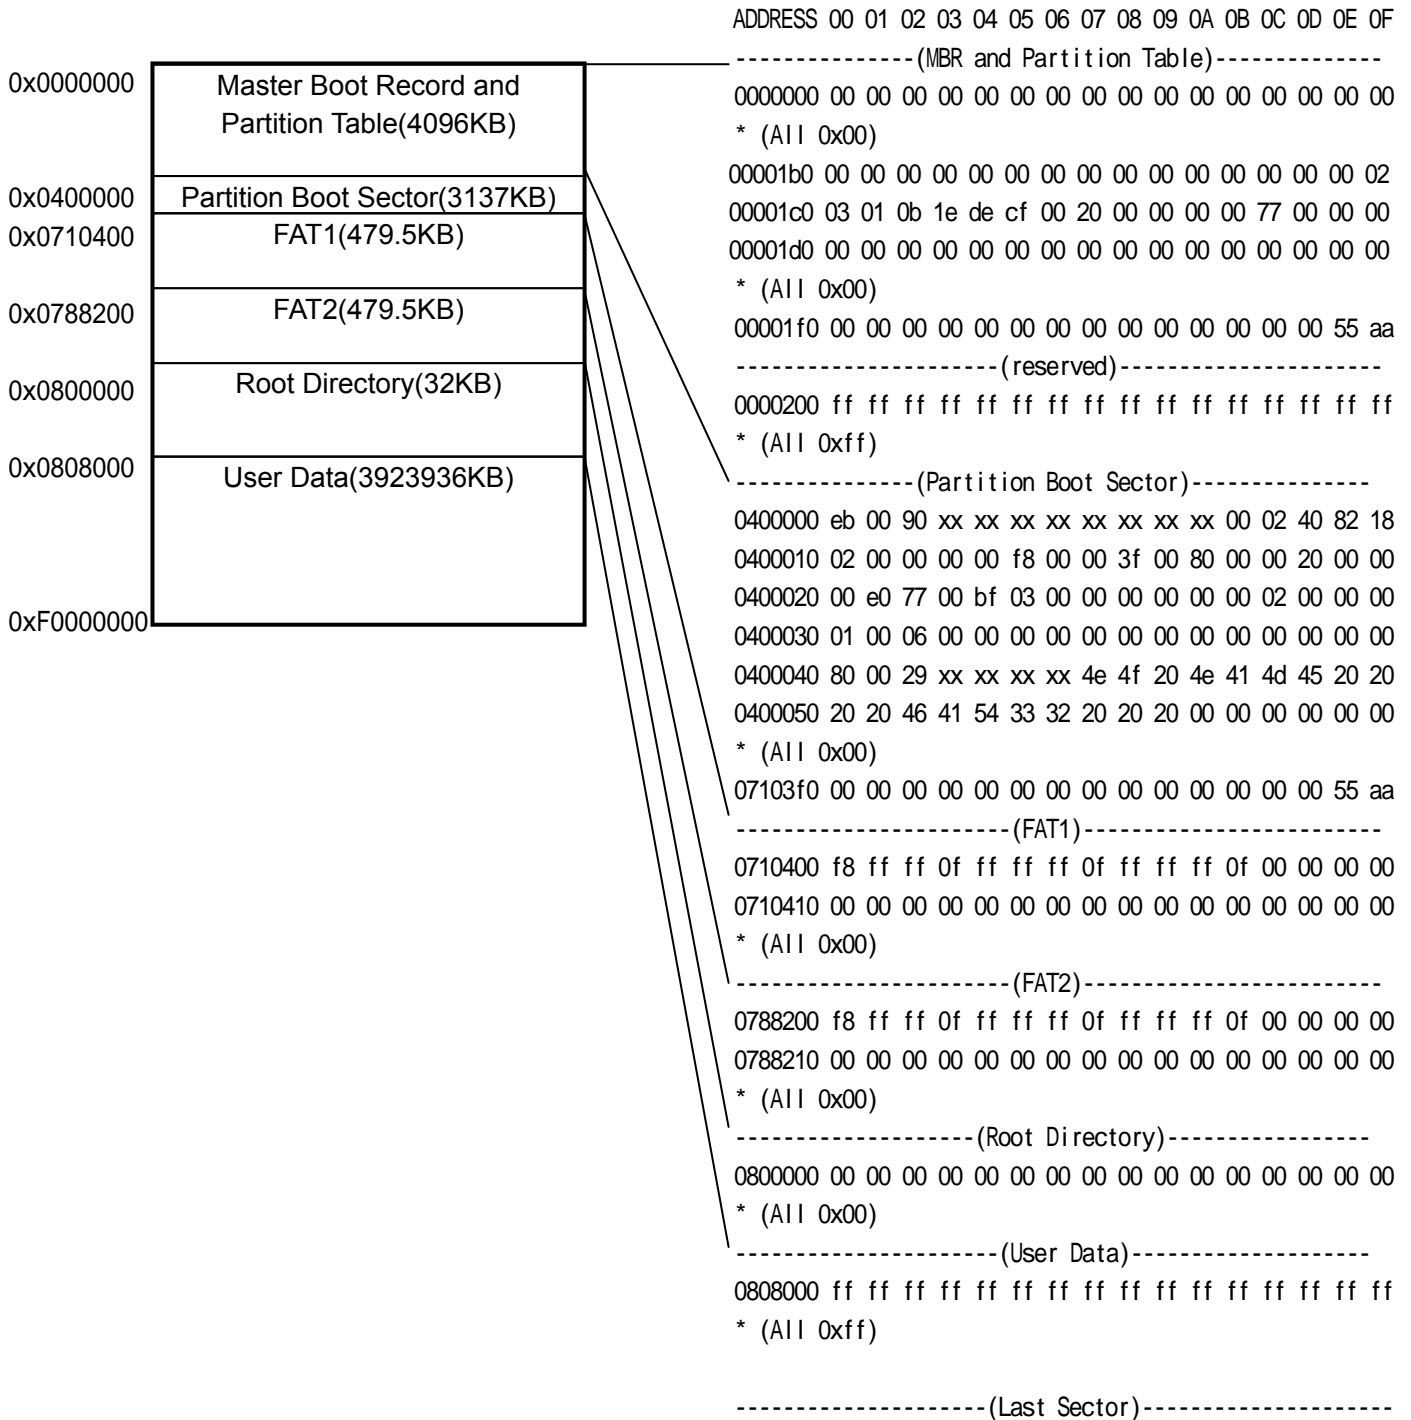 0x0000000
Master Boot Record and
Partition Table(4096KB)
0x0400000
Partition Boot Sector(3137KB)
0x0710400
FAT1(479.5KB)
0x0788200
FAT2(479.5KB)
0x0800000
Root Directory(32KB)
0x0808000
User Data(3923936KB)
0xF0000000
ADDRESS 00 01 02 03 04 05 06 07 08 09 0A 0B 0C 0D 0E 0F
---------------(MBR and Partition Table)--------------
0000000 00 00 00 00 00 00 00 00 00 00 00 00 00 00 00 00
* (All 0x00)
00001b0 00 00 00 00 00 00 00 00 00 00 00 00 00 00 00 02
00001c0 03 01 0b 1e de cf 00 20 00 00 00 00 77 00 00 00
00001d0 00 00 00 00 00 00 00 00 00 00 00 00 00 00 00 00
* (All 0x00)
00001f0 00 00 00 00 00 00 00 00 00 00 00 00 00 00 55 aa
----------------------(reserved)----------------------
0000200 ff ff ff ff ff ff ff ff ff ff ff ff ff ff ff ff
* (All 0xff)
---------------(Partition Boot Sector)---------------
0400000 eb 00 90 xx xx xx xx xx xx xx xx 00 02 40 82 18
0400010 02 00 00 00 00 f8 00 00 3f 00 80 00 00 20 00 00
0400020 00 e0 77 00 bf 03 00 00 00 00 00 00 02 00 00 00
0400030 01 00 06 00 00 00 00 00 00 00 00 00 00 00 00 00
0400040 80 00 29 xx xx xx xx 4e 4f 20 4e 41 4d 45 20 20
0400050 20 20 46 41 54 33 32 20 20 20 00 00 00 00 00 00
* (All 0x00)
07103f0 00 00 00 00 00 00 00 00 00 00 00 00 00 00 55 aa
-----------------------(FAT1)-------------------------
0710400 f8 ff ff 0f ff ff ff 0f ff ff ff 0f 00 00 00 00
0710410 00 00 00 00 00 00 00 00 00 00 00 00 00 00 00 00
* (All 0x00)
-----------------------(FAT2)-------------------------
0788200 f8 ff ff 0f ff ff ff 0f ff ff ff 0f 00 00 00 00
0788210 00 00 00 00 00 00 00 00 00 00 00 00 00 00 00 00
* (All 0x00)
--------------------(Root Directory)-----------------
0800000 00 00 00 00 00 00 00 00 00 00 00 00 00 00 00 00
* (All 0x00)
----------------------(User Data)--------------------
0808000 ff ff ff ff ff ff ff ff ff ff ff ff ff ff ff ff
* (All 0xff)
---------------------(Last Sector)---------------------